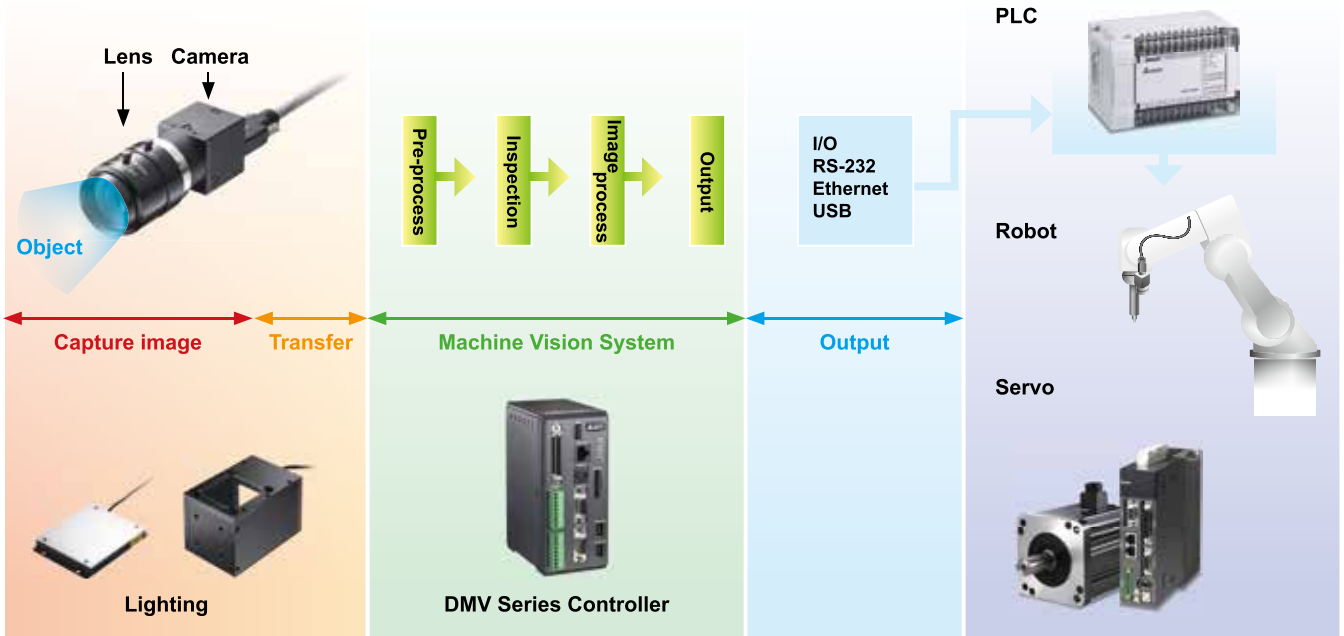 Lens Camera
Object
Capture image
Transfer
Lighting
Pre-process
Inspection
Image
process
Output
Machine Vision System
DMV Series Controller
I/O
RS-232
Ethernet
USB
Output
PLC
Robot
Servo